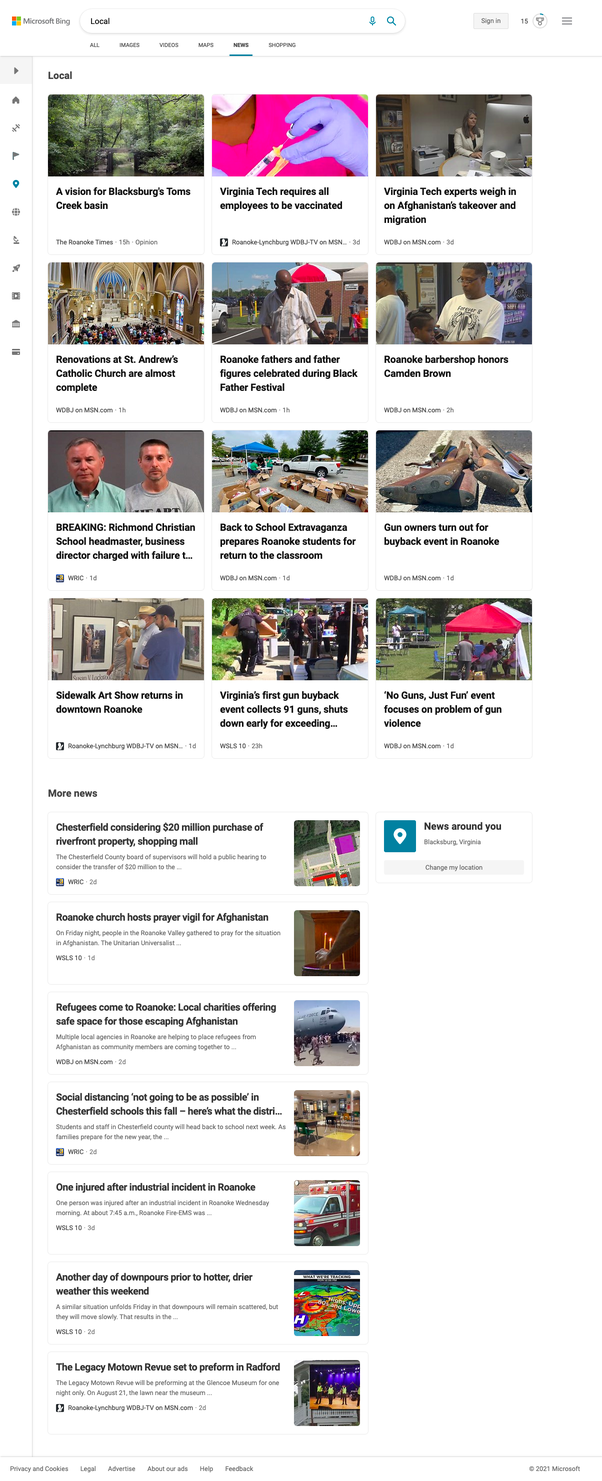 Microsoft Bing
Local
Sign in
15
ALL IMAGES VIDEOS MAPS NEWS SHOPPING
Local
A vision for Blacksburg's Toms
Creek basin
The Roanoke Times · 15h · Opinion
Virginia Tech requires all
employees to be vaccinated
Roanoke-Lynchburg WDBJ-TV on MSN... · 3d
Virginia Tech experts weigh in
on Afghanistan's takeover and
migration
WDBJ on MSN.com · 3d
Renovations at St. Andrew's
Catholic Church are almost
complete
WDBJ on MSN.com · 1h
Roanoke fathers and father
figures celebrated during Black
Father Festival
WDBJ on MSN.com · 1h
Roanoke barbershop honors
Camden Brown
WDBJ on MSN.com · 2h
BREAKING: Richmond Christian
School headmaster, business
director charged with failure t...
WRIC · 1d
Back to School Extravaganza
prepares Roanoke students for
return to the classroom
WDBJ on MSN.com · 1d
Gun owners turn out for
buyback event in Roanoke
WDBJ on MSN.com · 1d
Sidewalk Art Show returns in
downtown Roanoke
Roanoke-Lynchburg WDBJ-TV on MSN... · 1d
Virginia's first gun buyback
event collects 91 guns, shuts
down early for exceeding...
WSLS 10 · 23h
'No Guns, Just Fun' event
focuses on problem of gun
violence
WDBJ on MSN.com · 1d
More news
Chesterfield considering $20 million purchase of
riverfront property, shopping mall
The Chesterfield County board of supervisors will hold a public hearing to
consider the transfer of $20 million to the ...
WRIC · 2d
News around you
Blacksburg, Virginia
Change my location
Roanoke church hosts prayer vigil for Afghanistan
On Friday night, people in the Roanoke Valley gathered to pray for the situation
in Afghanistan. The Unitarian Universalist ...
WSLS 10 · 1d
Refugees come to Roanoke: Local charities offering
safe space for those escaping Afghanistan
Multiple local agencies in Roanoke are helping to place refugees from
Afghanistan as community members are coming together to ...
WDBJ on MSN.com · 2d
Social distancing 'not going to be as possible' in
Chesterfield schools this fall – here's what the distri...
Students and staff in Chesterfield county will head back to school next week. As
families prepare for the new year, the ...
WRIC · 2d
One injured after industrial incident in Roanoke
One person was injured after an industrial incident in Roanoke Wednesday
morning. At about 7:45 a.m., Roanoke Fire-EMS was ...
WSLS 10 · 3d
Another day of downpours prior to hotter, drier
weather this weekend
A similar situation unfolds Friday in that downpours will remain scattered, but
they will move slowly. That results in the ...
WSLS 10 · 2d
WHAT WE'RE TRACKING
The Legacy Motown Revue set to preform in Radford
The Legacy Motown Revue will be preforming at the Glencoe Museum for one
night only. On August 21, the lawn near the museum ...
Roanoke-Lynchburg WDBJ-TV on MSN.com · 2d
Privacy and Cookies Legal Advertise About our ads Help Feedback © 2021 Microsoft